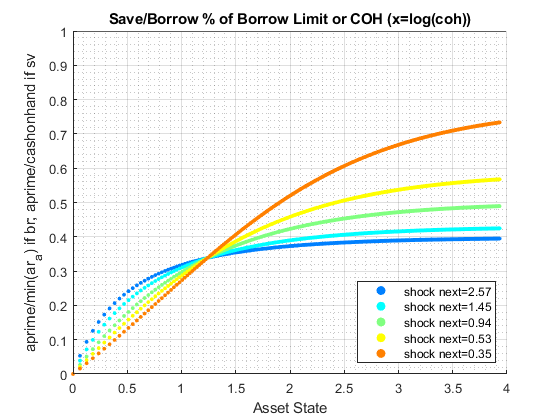 Save/Borrow % of Borrow Limit or COH (x=log(coh))
aprime/min(ar_a) if br; aprime/cashonhand if sv
1
0.9
0.8
0.7
0.6
0.5
0.4
0.3
0.2
0.1
0
shock next=2.57
shock next=1.45
shock next=0.94
shock next=0.53
shock next=0.35
0 0.5 1 1.5 2 2.5 3 3.5 4
Asset State